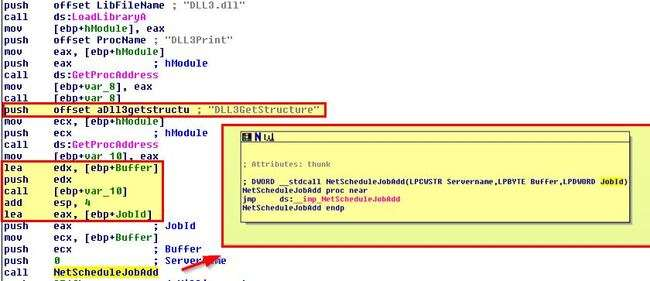 push offset LibFileName ; "DLL3.dll"
call ds:LoadLibraryA
mov [ebp+hModule], eax
push offset ProcName ; "DLL3Print"
mov eax, [ebp+hModule]
push eax ; hModule
call ds:GetProcAddress
mov [ebp+var_8], eax
call [ebp+var_8]
push offset aDll3getstructu ; "DLL3GetStructure"
mov ecx, [ebp+hModule]
push ecx ; hModule
call ds:GetProcAddress
mov [ebp+var_10], eax
lea edx, [ebp+Buffer]
push edx
call [ebp+var_10]
add esp, 4
lea eax, [ebp+JobId]
push eax ; JobId
mov ecx, [ebp+Buffer]
push ecx ; Buffer
push 0 ; Servername
call NetScheduleJobAdd
; Attributes: thunk
; DWORD __stdcall NetScheduleJobAdd(LPCWSTR Servername,LPBYTE Buffer,LPDWORD JobId)
NetScheduleJobAdd proc near
jmp ds:__imp_NetScheduleJobAdd
NetScheduleJobAdd endp